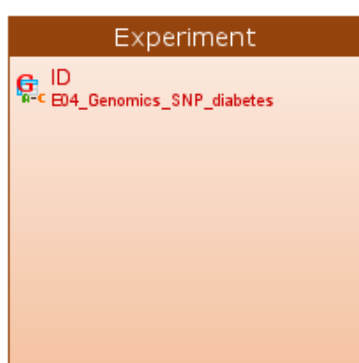 Experiment
ID
E04_Genomics_SNP_diabetes
G
A-C